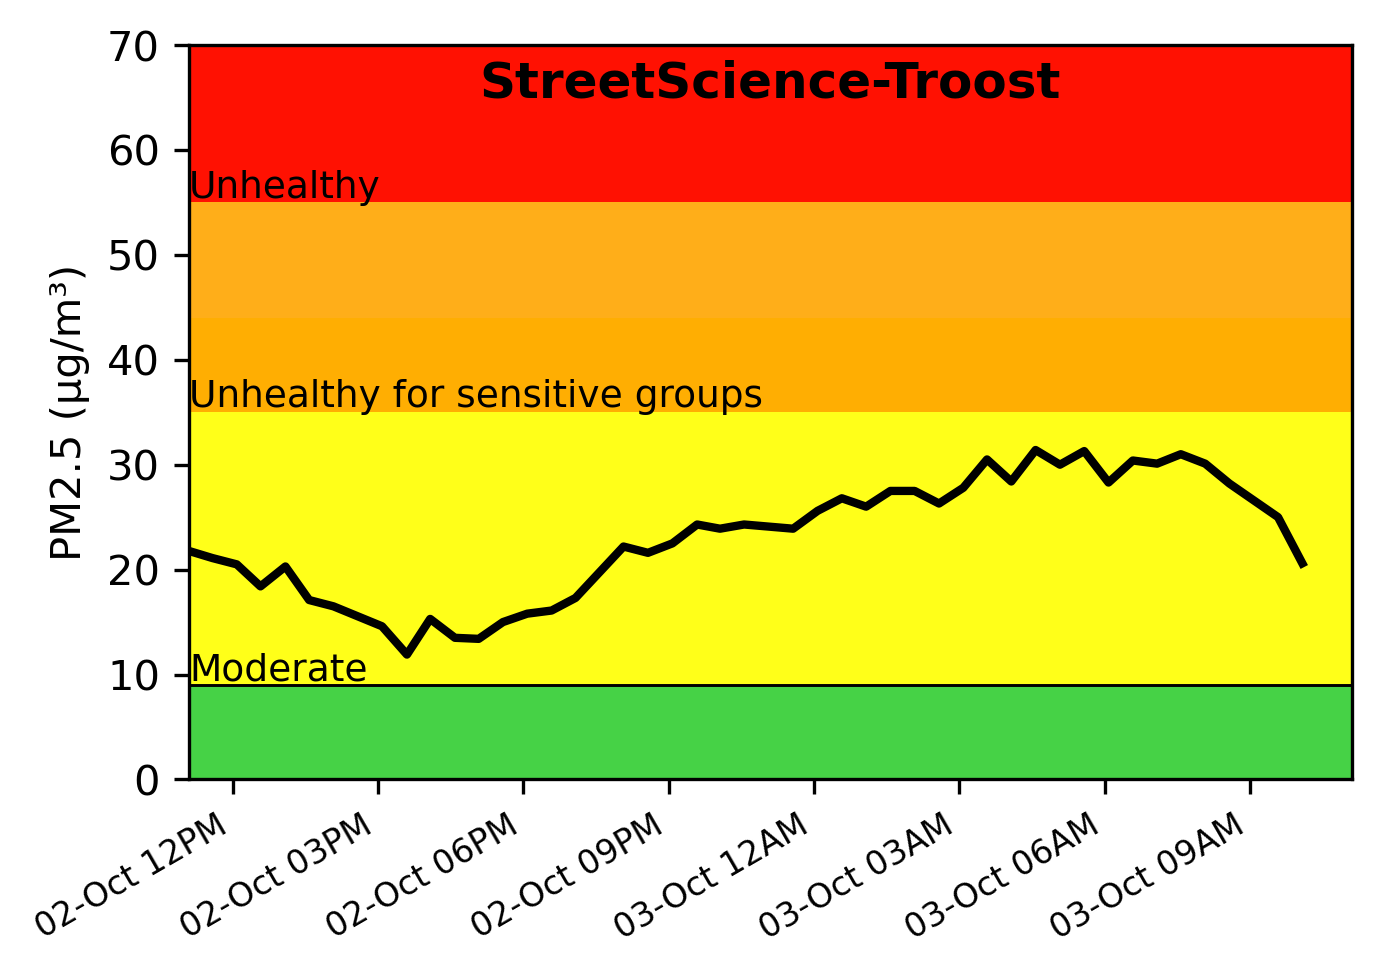 StreetScience-Troost
70
60
50
40
30
20
10
0
PM2.5 (µg/m³)
Unhealthy
Unhealthy for sensitive groups
Moderate
02-Oct 12PM
02-Oct 03PM
02-Oct 06PM
02-Oct 09PM
03-Oct 12AM
03-Oct 03AM
03-Oct 06AM
03-Oct 09AM